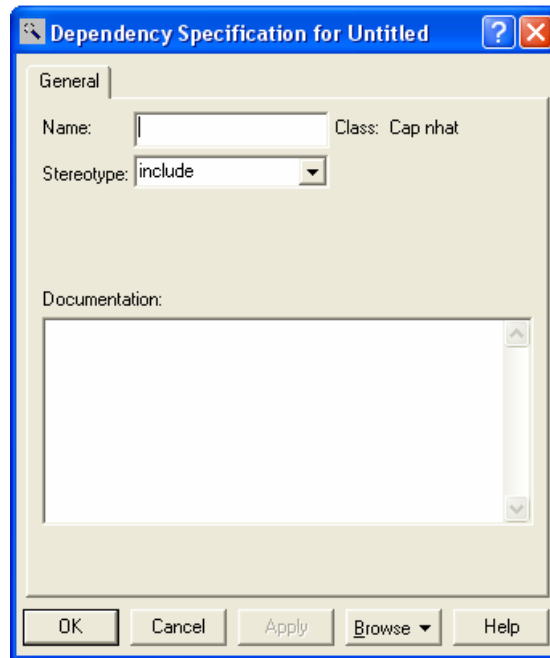 Dependency Specification for Untitled
General
Name: Class: Cap nhat
Stereotype: include
Documentation:
OK Cancel Apply Browse Help